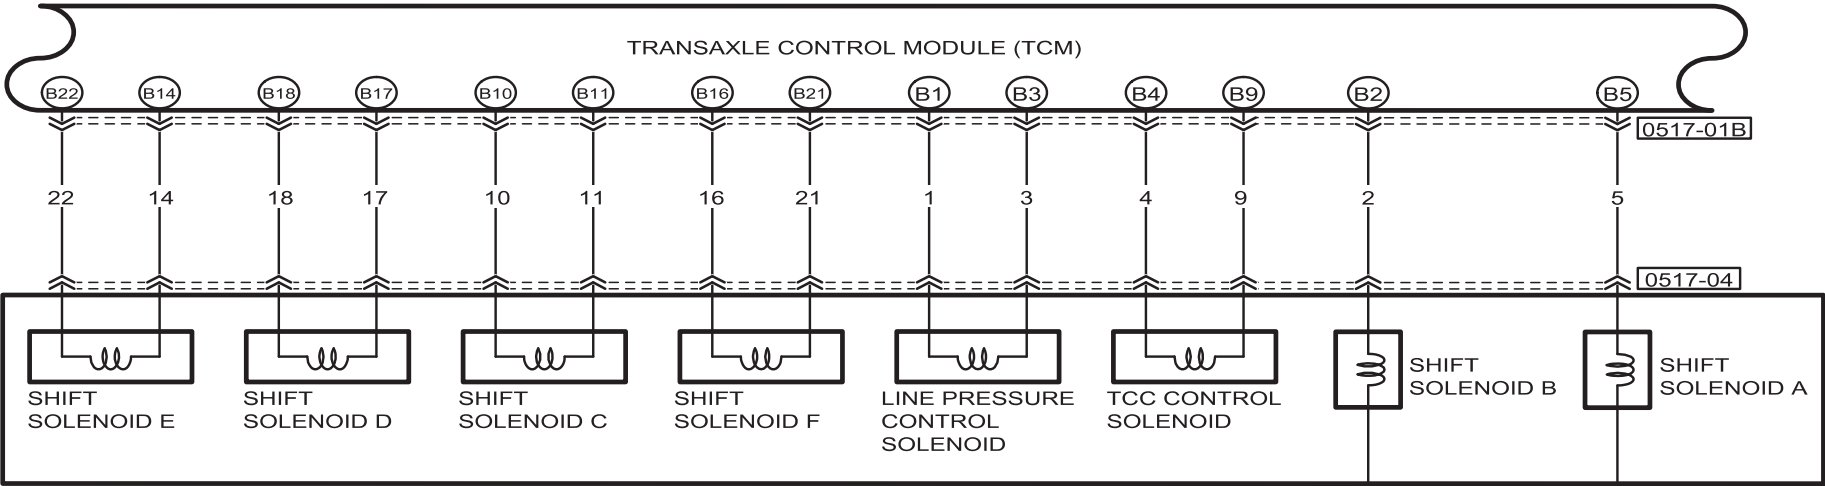 TRANSAXLE CONTROL MODULE (TCM)
B22 B14 B18 B17 B10 B11 B16 B21 B1 B3 B4 B9 B2 B5
0517-01B
22 14 18 17 10 11 16 21 1 3 4 9 2 5
0517-04
SHIFT
SOLENOID E
SHIFT
SOLENOID D
SHIFT
SOLENOID C
SHIFT
SOLENOID F
LINE PRESSURE
CONTROL
SOLENOID
TCC CONTROL
SOLENOID
SHIFT
SOLENOID B
SHIFT
SOLENOID A